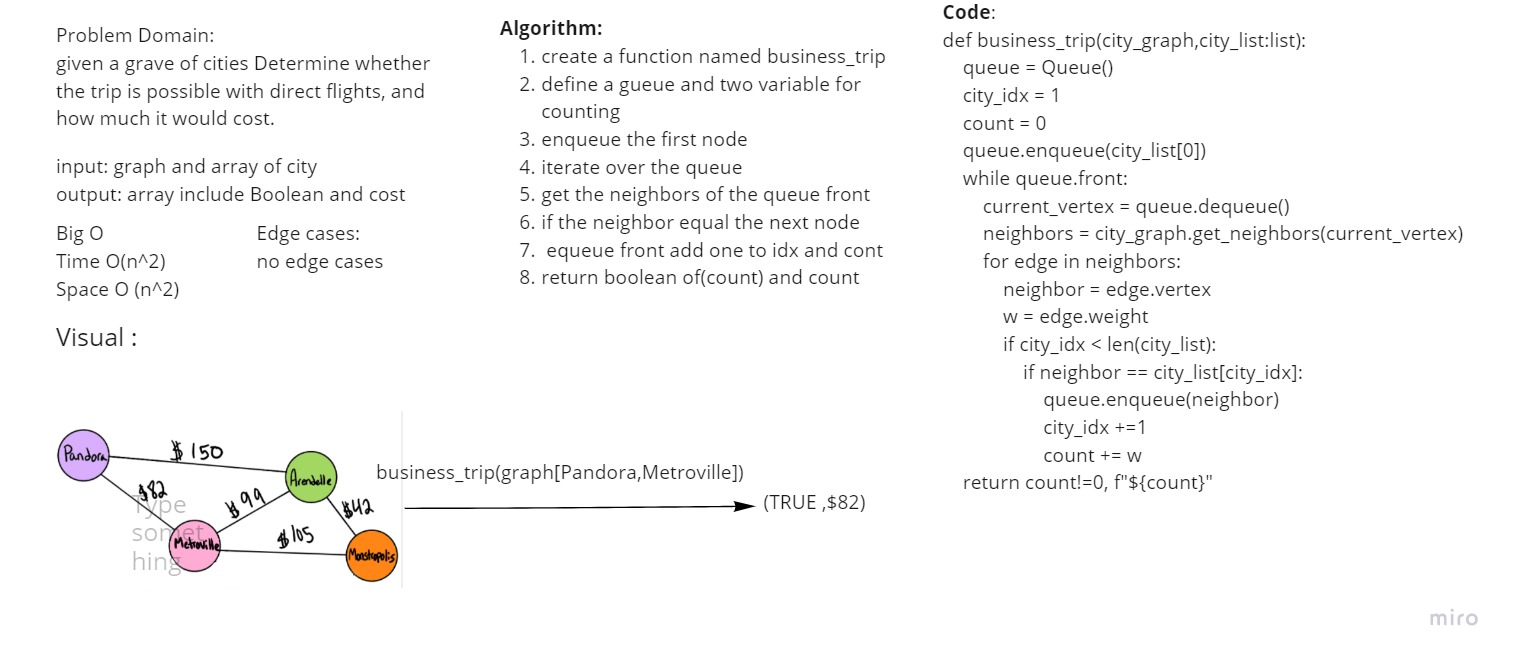 Problem Domain:
given a grave of cities Determine whether
the trip is possible with direct flights, and
how much it would cost.
input: graph and array of city
output: array include Boolean and cost
Big O
Time O(n^2)
Space O (n^2)
Edge cases:
no edge cases
Visual :
Pandora
$ 150
Arendelle
$82
$99
$42
Type
somet
hing
Metroville
$105
Monstropolis
business_trip(graph[Pandora,Metroville])
(TRUE ,$82)
Algorithm:
1. create a function named business_trip
2. define a gueue and two variable for
counting
3. enqueue the first node
4. iterate over the queue
5. get the neighbors of the queue front
6. if the neighbor equal the next node
7. equeue front add one to idx and cont
8. return boolean of(count) and count
Code:
def business_trip(city_graph,city_list:list):
queue = Queue()
city_idx = 1
count = 0
queue.enqueue(city_list[0])
while queue.front:
current_vertex = queue.dequeue()
neighbors = city_graph.get_neighbors(current_vertex)
for edge in neighbors:
neighbor = edge.vertex
w = edge.weight
if city_idx < len(city_list):
if neighbor == city_list[city_idx]:
queue.enqueue(neighbor)
city_idx +=1
count += w
return count!=0, f"${count}"
miro